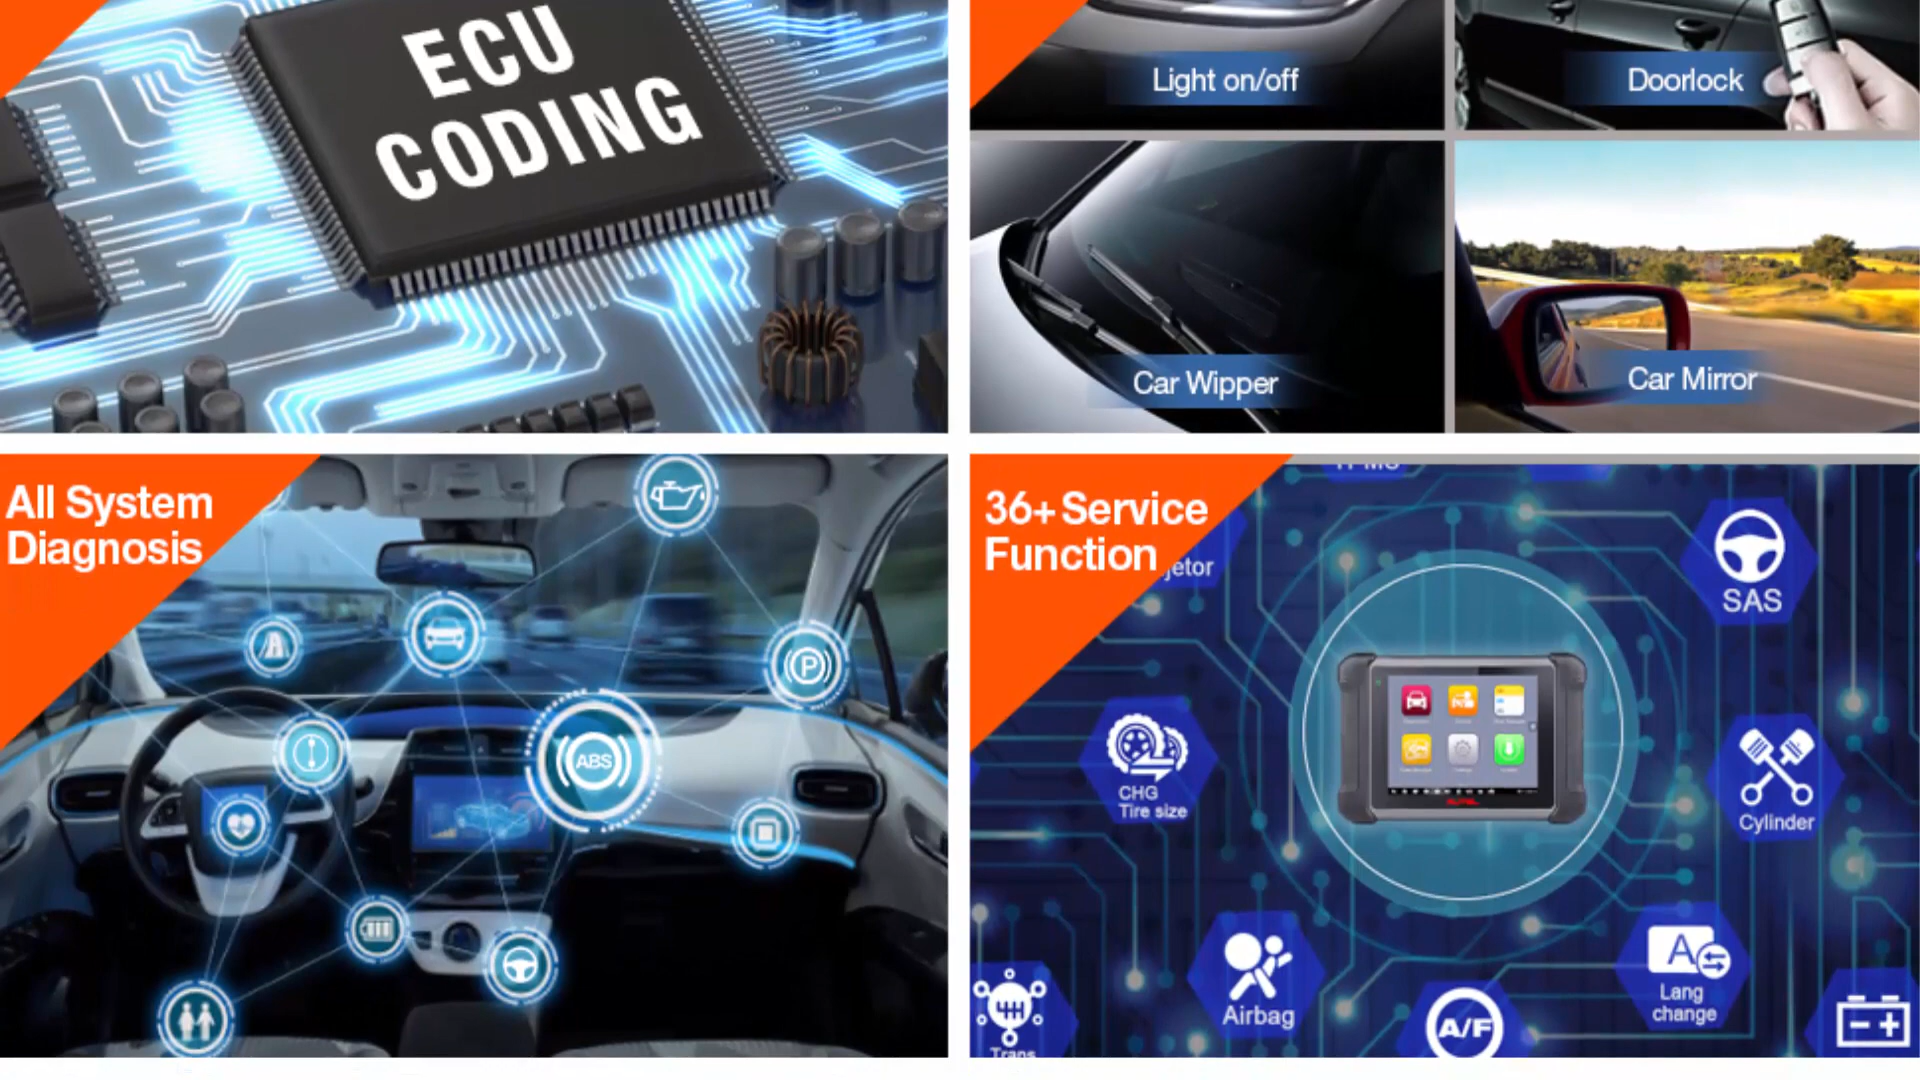 ECU
CODING
Light on/off
Doorlock
Car Wipper
Car Mirror
All System
Diagnosis
36+ Service
Function
TPMS
jetor
SAS
CHG
Tire size
Cylinder
Airbag
A/F
Lang
change
A
Trans
ABS
P